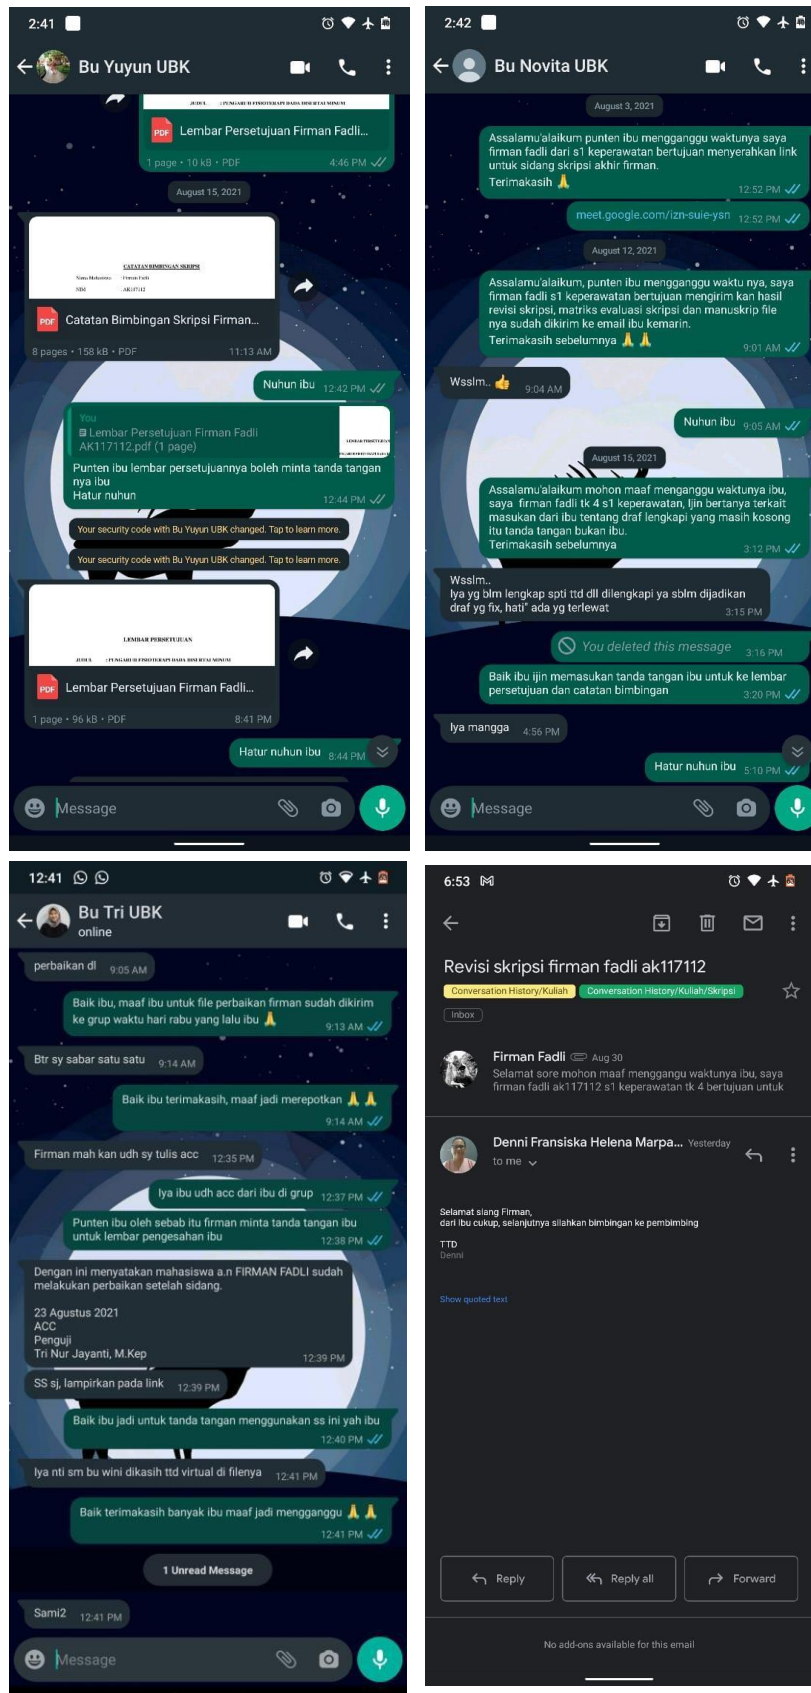 2:41
Bu Yuyun UBK
JUDUL : PENGARUH FISIOTERAPI DADA DISERTAI MINUM
PDF Lembar Persetujuan Firman Fadli...
1 page • 10 kB • PDF 4:46 PM
August 15, 2021
CATATAN BIMBINGAN SKRIPSI
Nama Mahasiswa : Firman Fadli
NIM : AK117112
PDF Catatan Bimbingan Skripsi Firman...
8 pages • 158 kB • PDF 11:13 AM
Nuhun ibu 12:42 PM
You
Lembar Persetujuan Firman Fadli
AK117112.pdf (1 page)
Punten ibu lembar persetujuannya boleh minta tanda tangan
nya ibu
Hatur nuhun 12:44 PM
Your security code with Bu Yuyun UBK changed. Tap to learn more.
Your security code with Bu Yuyun UBK changed. Tap to learn more.
LEMBAR PERSETUJUAN
JUDUL : PENGARUH FISIOTERAPI DADA DISERTAI MINUM
PDF Lembar Persetujuan Firman Fadli...
1 page • 96 kB • PDF 8:41 PM
Hatur nuhun ibu 8:44 PM
Message
2:42
Bu Novita UBK
August 3, 2021
Assalamu'alaikum punten ibu mengganggu waktunya saya
firman fadli dari s1 keperawatan bertujuan menyerahkan link
untuk sidang skripsi akhir firman.
Terimakasih 🙏 12:52 PM
meet.google.com/izn-suie-ysn 12:52 PM
August 12, 2021
Assalamu'alaikum, punten ibu mengganggu waktu nya, saya
firman fadli s1 keperawatan bertujuan mengirim kan hasil
revisi skripsi, matriks evaluasi skripsi dan manuskrip file
nya sudah dikirim ke email ibu kemarin.
Terimakasih sebelumnya 🙏 🙏 9:01 AM
Wsslm.. 👍 9:04 AM
Nuhun ibu 9:05 AM
August 15, 2021
Assalamu'alaikum mohon maaf menganggu waktunya ibu,
saya firman fadli tk 4 s1 keperawatan, Ijin bertanya terkait
masukan dari ibu tentang draf lengkapi yang masih kosong
itu tanda tangan bukan ibu.
Terimakasih sebelumnya 3:12 PM
Wsslm..
Iya yg blm lengkap spti ttd dll dilengkapi ya sblm dijadikan
draf yg fix, hati" ada yg terlewat
3:15 PM
You deleted this message 3:16 PM
Baik ibu ijin memasukan tanda tangan ibu untuk ke lembar
persetujuan dan catatan bimbingan 3:20 PM
Iya mangga 4:56 PM
Hatur nuhun ibu 5:10 PM
Message
12:41
Bu Tri UBK
online
perbaikan dl 9:05 AM
Baik ibu, maaf ibu untuk file perbaikan firman sudah dikirim
ke grup waktu hari rabu yang lalu ibu 🙏 9:13 AM
Btr sy sabar satu satu 9:14 AM
Baik ibu terimakasih, maaf jadi merepotkan 🙏 🙏
9:14 AM
Firman mah kan udh sy tulis acc 12:35 PM
Iya ibu udh acc dari ibu di grup 12:37 PM
Punten ibu oleh sebab itu firman minta tanda tangan ibu
untuk lembar pengesahan ibu 12:38 PM
Dengan ini menyatakan mahasiswa a.n FIRMAN FADLI sudah
melakukan perbaikan setelah sidang.
23 Agustus 2021
ACC
Penguji
Tri Nur Jayanti, M.Kep 12:39 PM
SS sj, lampirkan pada link 12:39 PM
Baik ibu jadi untuk tanda tangan menggunakan ss ini yah ibu
12:40 PM
Iya nti sm bu wini dikasih ttd virtual di filenya 12:41 PM
Baik terimakasih banyak ibu maaf jadi mengganggu 🙏 🙏
12:41 PM
1 Unread Message
Sami2 12:41 PM
Message
6:53
Revisi skripsi firman fadli ak117112
Conversation History/Kuliah Conversation History/Kuliah/Skripsi
Inbox
Firman Fadli Aug 30
Selamat sore mohon maaf menggangu waktunya ibu, saya
firman fadli ak117112 s1 keperawatan tk 4 bertujuan untuk
Denni Fransiska Helena Marpa... Yesterday
to me
Selamat siang Firman,
dari ibu cukup, selanjutnya silahkan bimbingan ke pembimbing
TTD
Denni
Show quoted text
Reply Reply all Forward
No add-ons available for this email